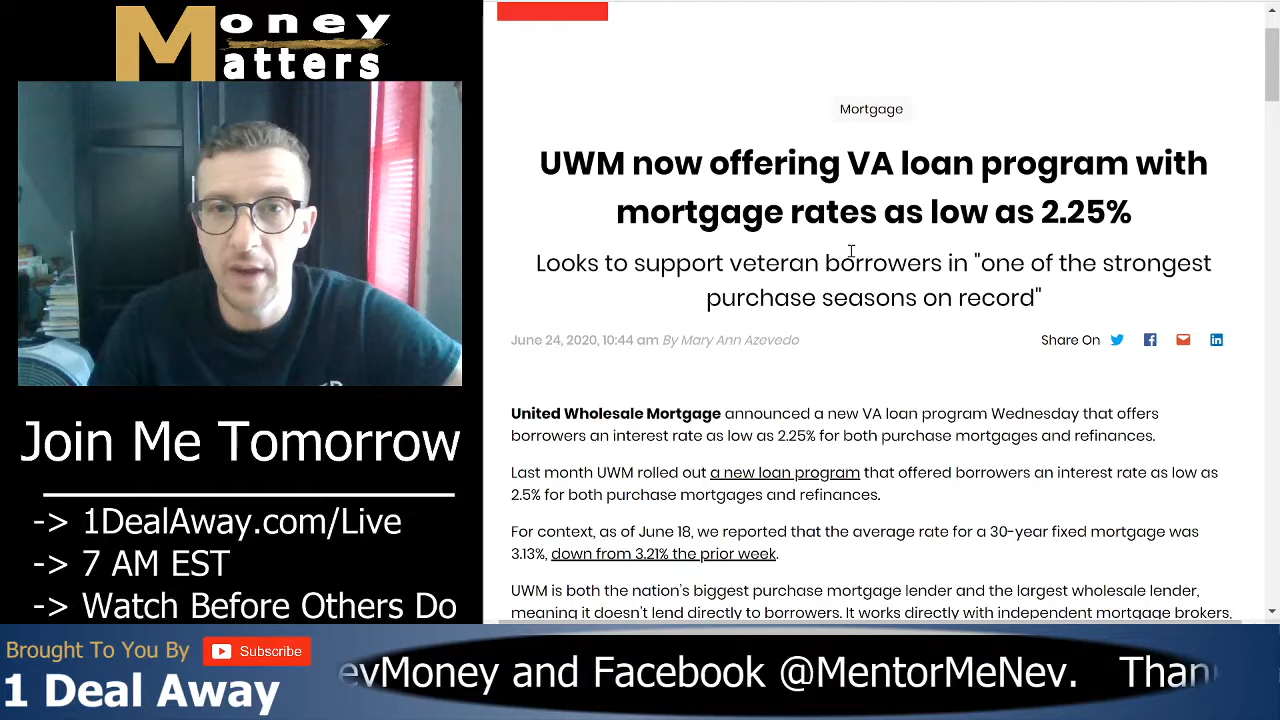 Money
Matters
Join Me Tomorrow
-> 1DealAway.com/Live
-> 7 AM EST
-> Watch Before Others Do
Mortgage
UWM now offering VA loan program with
mortgage rates as low as 2.25%
Looks to support veteran borrowers in "one of the strongest
purchase seasons on record"
June 24, 2020, 10:44 am By Mary Ann Azevedo
Share On
United Wholesale Mortgage announced a new VA loan program Wednesday that offers
borrowers an interest rate as low as 2.25% for both purchase mortgages and refinances.
Last month UWM rolled out a new loan program that offered borrowers an interest rate as low as
2.5% for both purchase mortgages and refinances.
For context, as of June 18, we reported that the average rate for a 30-year fixed mortgage was
3.13%, down from 3.21% the prior week.
UWM is both the nation's biggest purchase mortgage lender and the largest wholesale lender,
meaning it doesn't lend directly to borrowers. It works directly with independent mortgage brokers,
Brought To You By
Subscribe
1 Deal Away
evMoney and Facebook @MentorMeNev. Than